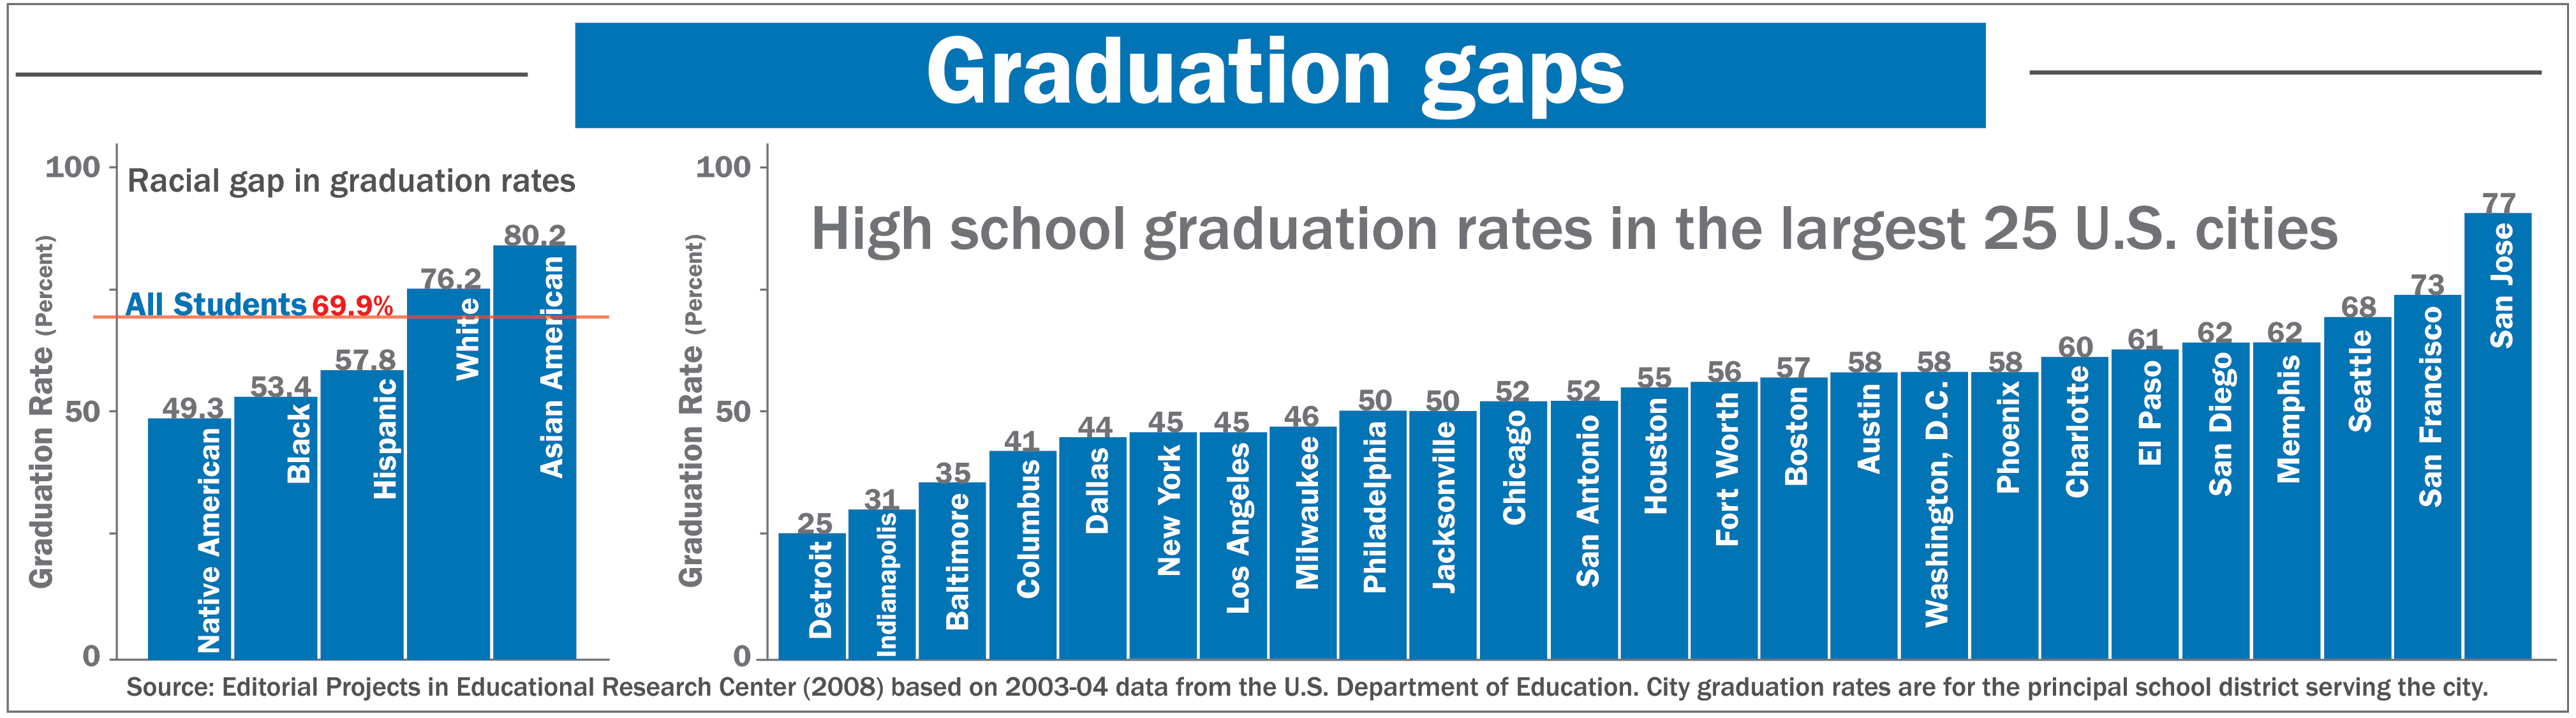 Graduation gaps
Racial gap in graduation rates
Graduation Rate (Percent)
100
50
0
All Students 69.9%
49.3
Native American
53.4
Black
57.8
Hispanic
76.2
White
80.2
Asian American
High school graduation rates in the largest 25 U.S. cities
Graduation Rate (Percent)
100
50
0
25
Detroit
31
Indianapolis
35
Baltimore
41
Columbus
44
Dallas
45
New York
45
Los Angeles
46
Milwaukee
50
Philadelphia
50
Jacksonville
52
Chicago
52
San Antonio
55
Houston
56
Fort Worth
57
Boston
58
Austin
58
Washington, D.C.
58
Phoenix
60
Charlotte
61
El Paso
62
San Diego
62
Memphis
68
Seattle
73
San Francisco
77
San Jose
Source: Editorial Projects in Educational Research Center (2008) based on 2003-04 data from the U.S. Department of Education. City graduation rates are for the principal school district serving the city.